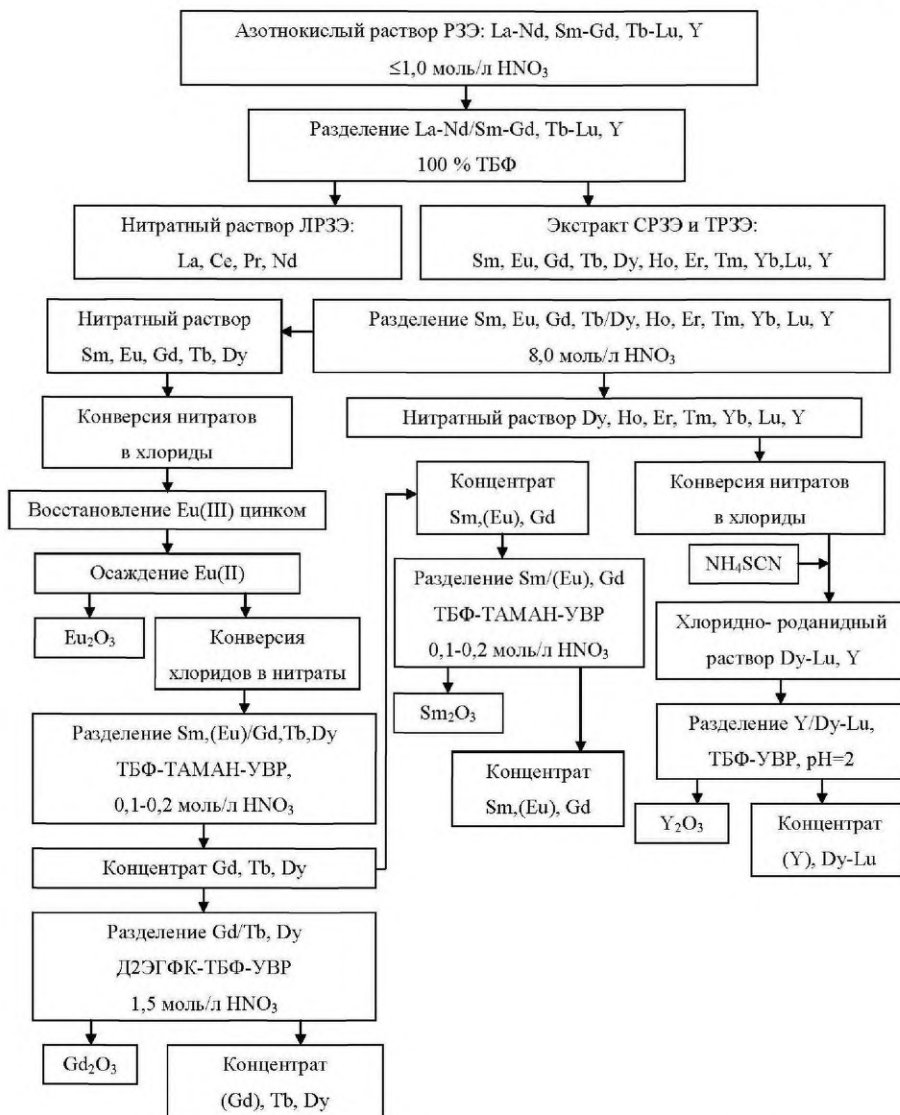 Азотнокислый раствор РЗЭ: La-Nd, Sm-Gd, Tb-Lu, Y
≤1,0 моль/л HNO₃
Разделение La-Nd/Sm-Gd, Tb-Lu, Y
100 % ТБФ
Нитратный раствор ЛРЗЭ:
La, Ce, Pr, Nd
Экстракт СРЗЭ и ТРЗЭ:
Sm, Eu, Gd, Tb, Dy, Ho, Er, Tm, Yb,Lu, Y
Нитратный раствор
Sm, Eu, Gd, Tb, Dy
Разделение Sm, Eu, Gd, Tb/Dy, Ho, Er, Tm, Yb, Lu, Y
8,0 моль/л HNO₃
Конверсия нитратов
в хлориды
Нитратный раствор Dy, Ho, Er, Tm, Yb, Lu, Y
Восстановление Eu(III) цинком
Концентрат
Sm,(Eu), Gd
Конверсия нитратов
в хлориды
Осаждение Eu(II)
NH₄SCN
Eu₂O₃
Конверсия
хлоридов в нитраты
Разделение Sm/(Eu), Gd
ТБФ-ТАМАН-УВР
0,1-0,2 моль/л HNO₃
Хлоридно- роданидный
раствор Dy-Lu, Y
Sm₂O₃
Разделение Sm,(Eu)/Gd,Tb,Dy
ТБФ-ТАМАН-УВР,
0,1-0,2 моль/л HNO₃
Разделение Y/Dy-Lu,
ТБФ-УВР, pH=2
Концентрат
Sm,(Eu), Gd
Y₂O₃
Концентрат
(Y), Dy-Lu
Концентрат Gd, Tb, Dy
Разделение Gd/Tb, Dy
Д2ЭГФК-ТБФ-УВР
1,5 моль/л HNO₃
Gd₂O₃
Концентрат
(Gd), Tb, Dy